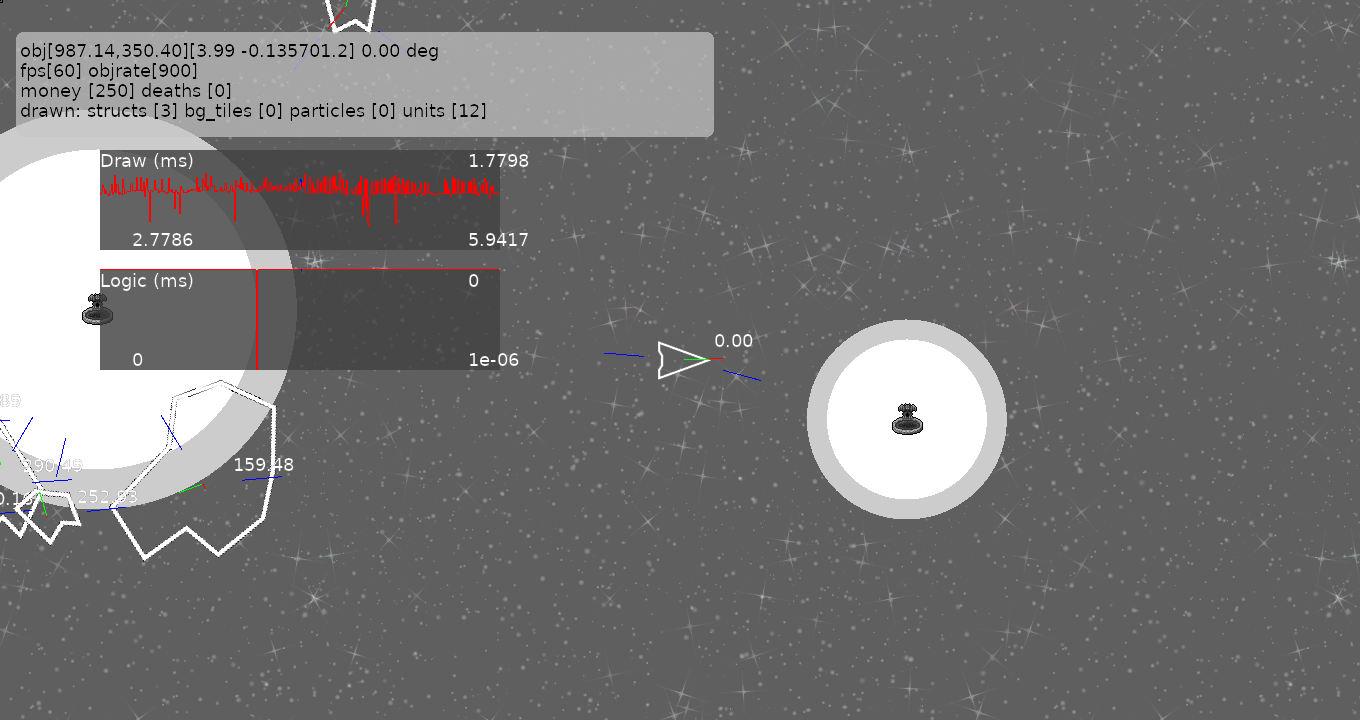 obj[987.14,350.40][3.99 -0.135701.2] 0.00 deg
fps[60] objrate[900]
money [250] deaths [0]
drawn: structs [3] bg_tiles [0] particles [0] units [12]
Draw (ms) 1.7798
2.7786 5.9417
Logic (ms) 0
0 1e-06
0.00
159.48
252.93